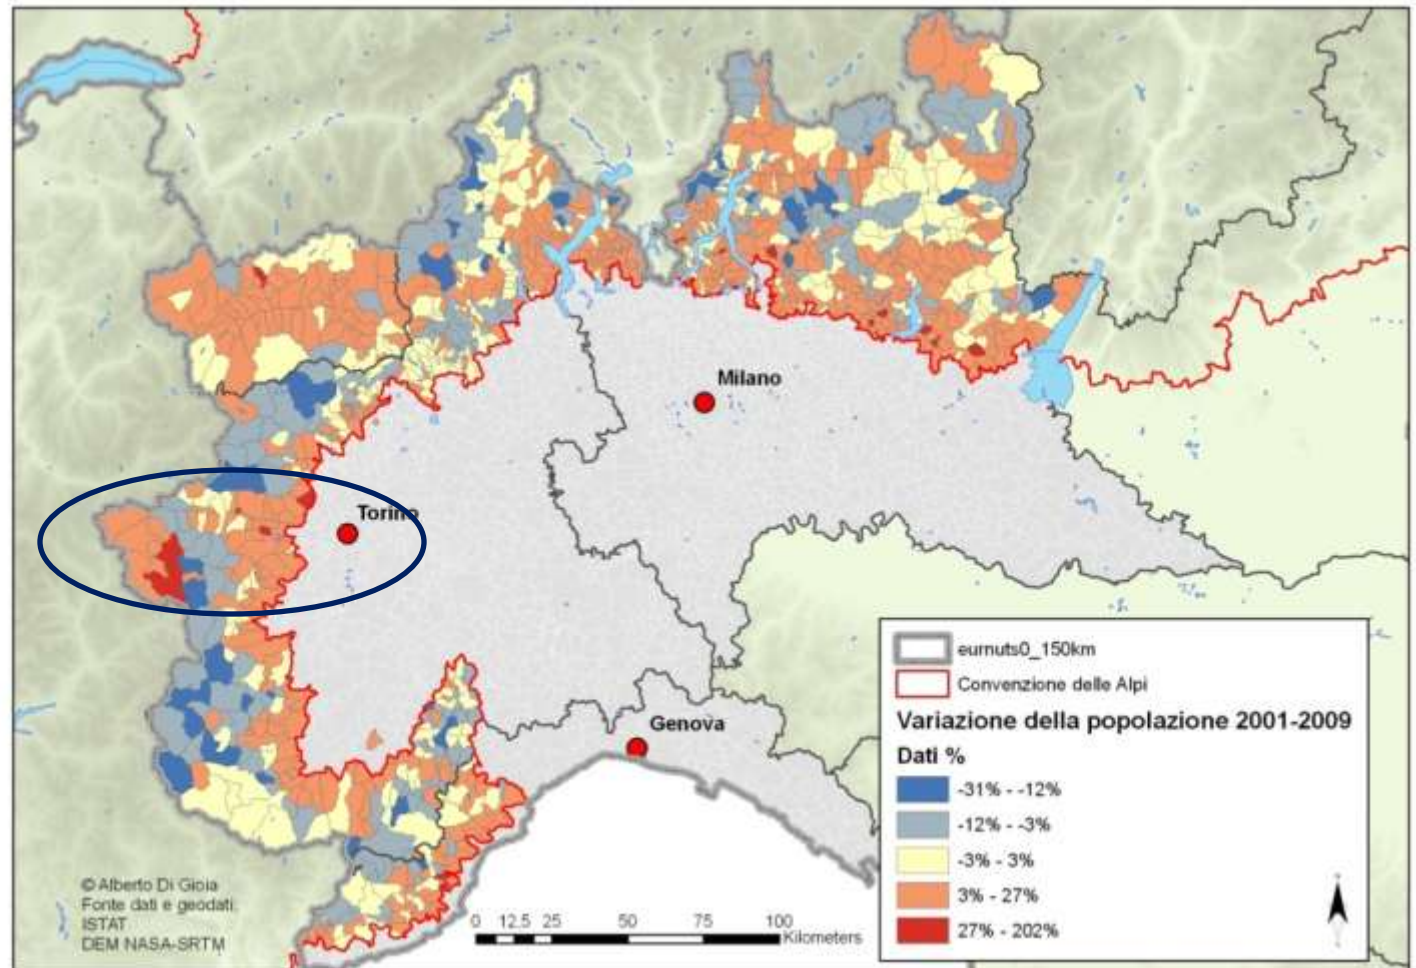 Milano
Torino
Genova
eurnuts0_150km
Convenzione delle Alpi
Variazione della popolazione 2001-2009
Dati %
-31% - -12%
-12% - -3%
-3% - 3%
3% - 27%
27% - 202%
© Alberto Di Gioia
Fonte dati e geodati:
ISTAT
DEM NASA-SRTM
0 12,5 25 50 75 100
Kilometers